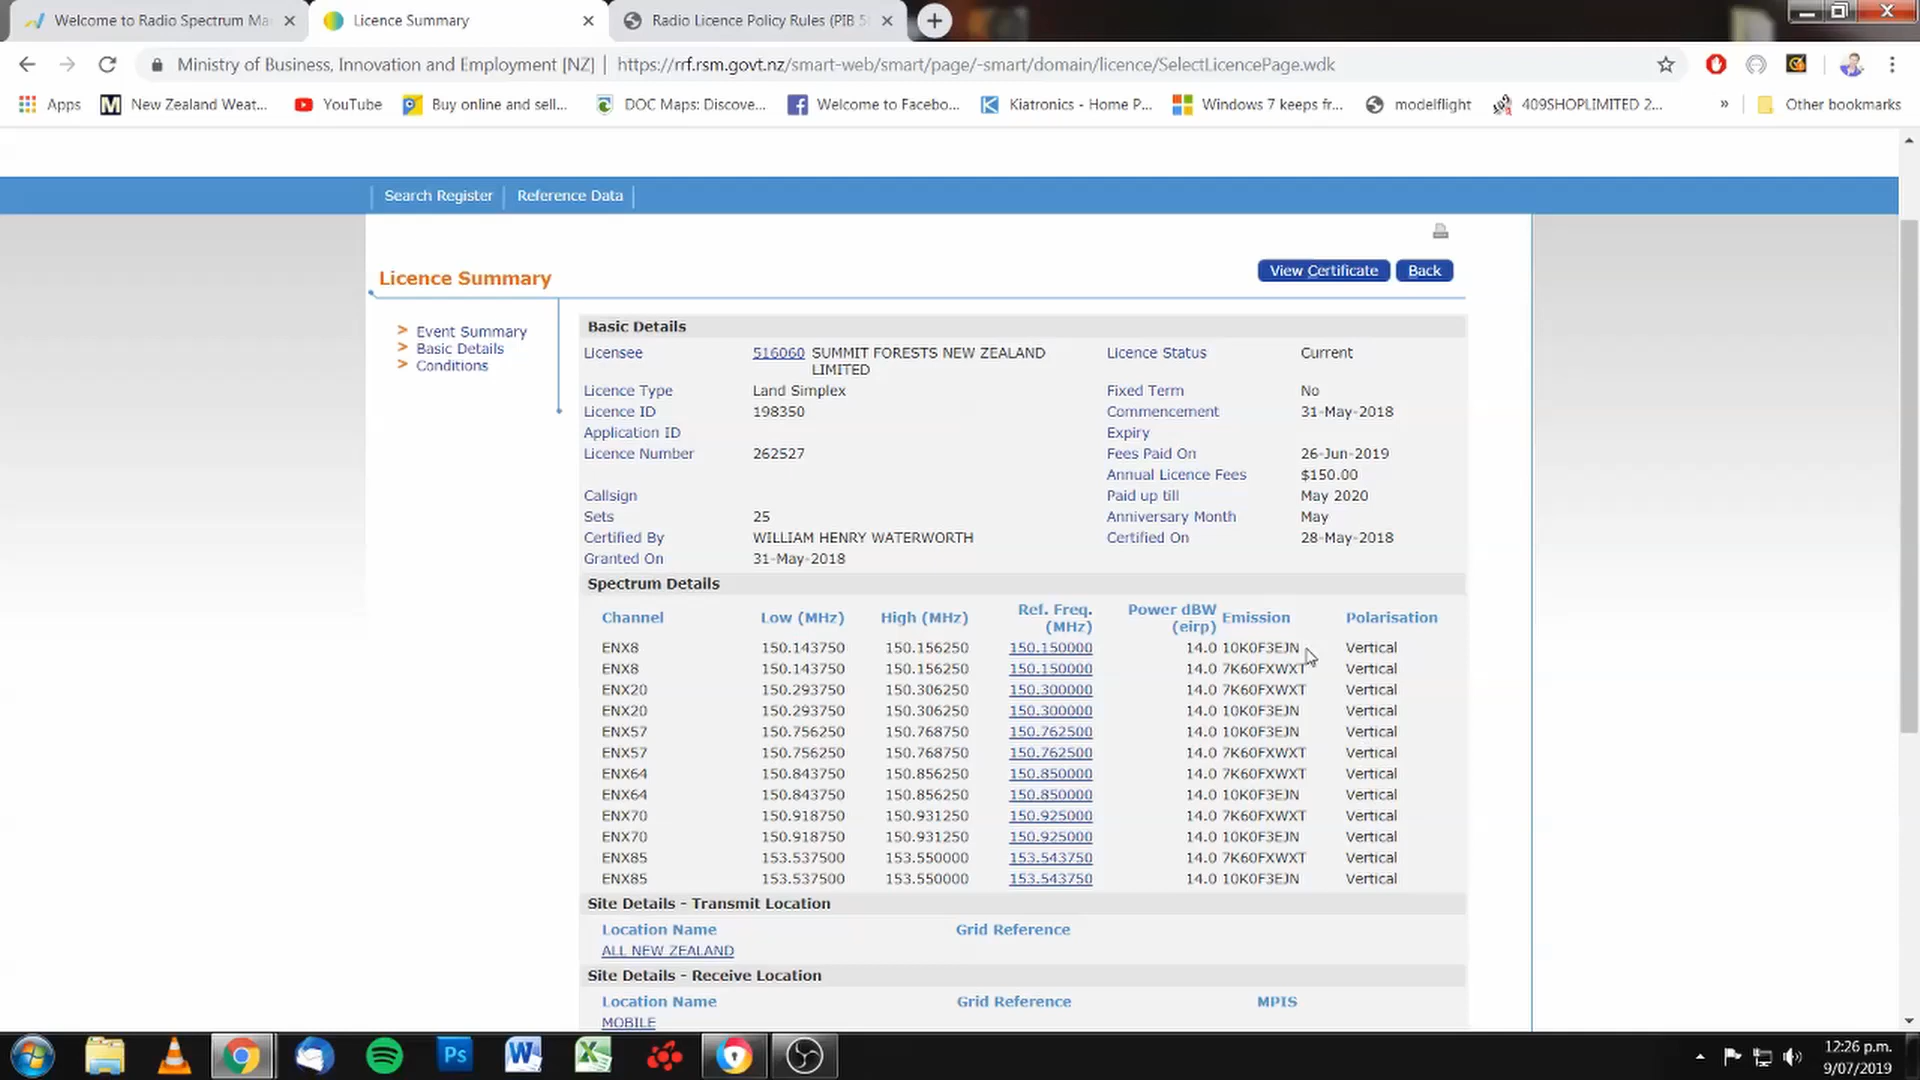 Welcome to Radio Spectrum Ma
Licence Summary
Radio Licence Policy Rules (PIB 5
Ministry of Business, Innovation and Employment [NZ] | https://rrf.rsm.govt.nz/smart-web/smart/page/-smart/domain/licence/SelectLicencePage.wdk
Apps New Zealand Weat... YouTube Buy online and sell... DOC Maps: Discove... Welcome to Facebo... Kiatronics - Home P... Windows 7 keeps fr... modelflight 409SHOPLIMITED 2... » Other bookmarks
Search Register Reference Data
View Certificate Back
Licence Summary
> Event Summary
> Basic Details
> Conditions
Basic Details
Licensee 516060 SUMMIT FORESTS NEW ZEALAND Licence Status Current
LIMITED
Licence Type Land Simplex Fixed Term No
Licence ID 198350 Commencement 31-May-2018
Application ID Expiry
Licence Number 262527 Fees Paid On 26-Jun-2019
Annual Licence Fees $150.00
Callsign Paid up till May 2020
Sets 25 Anniversary Month May
Certified By WILLIAM HENRY WATERWORTH Certified On 28-May-2018
Granted On 31-May-2018
Spectrum Details
Channel Low (MHz) High (MHz) Ref. Freq. (MHz) Power dBW (eirp) Emission Polarisation
ENX8 150.143750 150.156250 150.150000 14.0 10K0F3EJN Vertical
ENX8 150.143750 150.156250 150.150000 14.0 7K60FXWXT Vertical
ENX20 150.293750 150.306250 150.300000 14.0 7K60FXWXT Vertical
ENX20 150.293750 150.306250 150.300000 14.0 10K0F3EJN Vertical
ENX57 150.756250 150.768750 150.762500 14.0 10K0F3EJN Vertical
ENX57 150.756250 150.768750 150.762500 14.0 7K60FXWXT Vertical
ENX64 150.843750 150.856250 150.850000 14.0 7K60FXWXT Vertical
ENX64 150.843750 150.856250 150.850000 14.0 10K0F3EJN Vertical
ENX70 150.918750 150.931250 150.925000 14.0 7K60FXWXT Vertical
ENX70 150.918750 150.931250 150.925000 14.0 10K0F3EJN Vertical
ENX85 153.537500 153.550000 153.543750 14.0 7K60FXWXT Vertical
ENX85 153.537500 153.550000 153.543750 14.0 10K0F3EJN Vertical
Site Details - Transmit Location
Location Name Grid Reference
ALL NEW ZEALAND
Site Details - Receive Location
Location Name Grid Reference MPIS
MOBILE
Ps
12:26 p.m.
9/07/2019